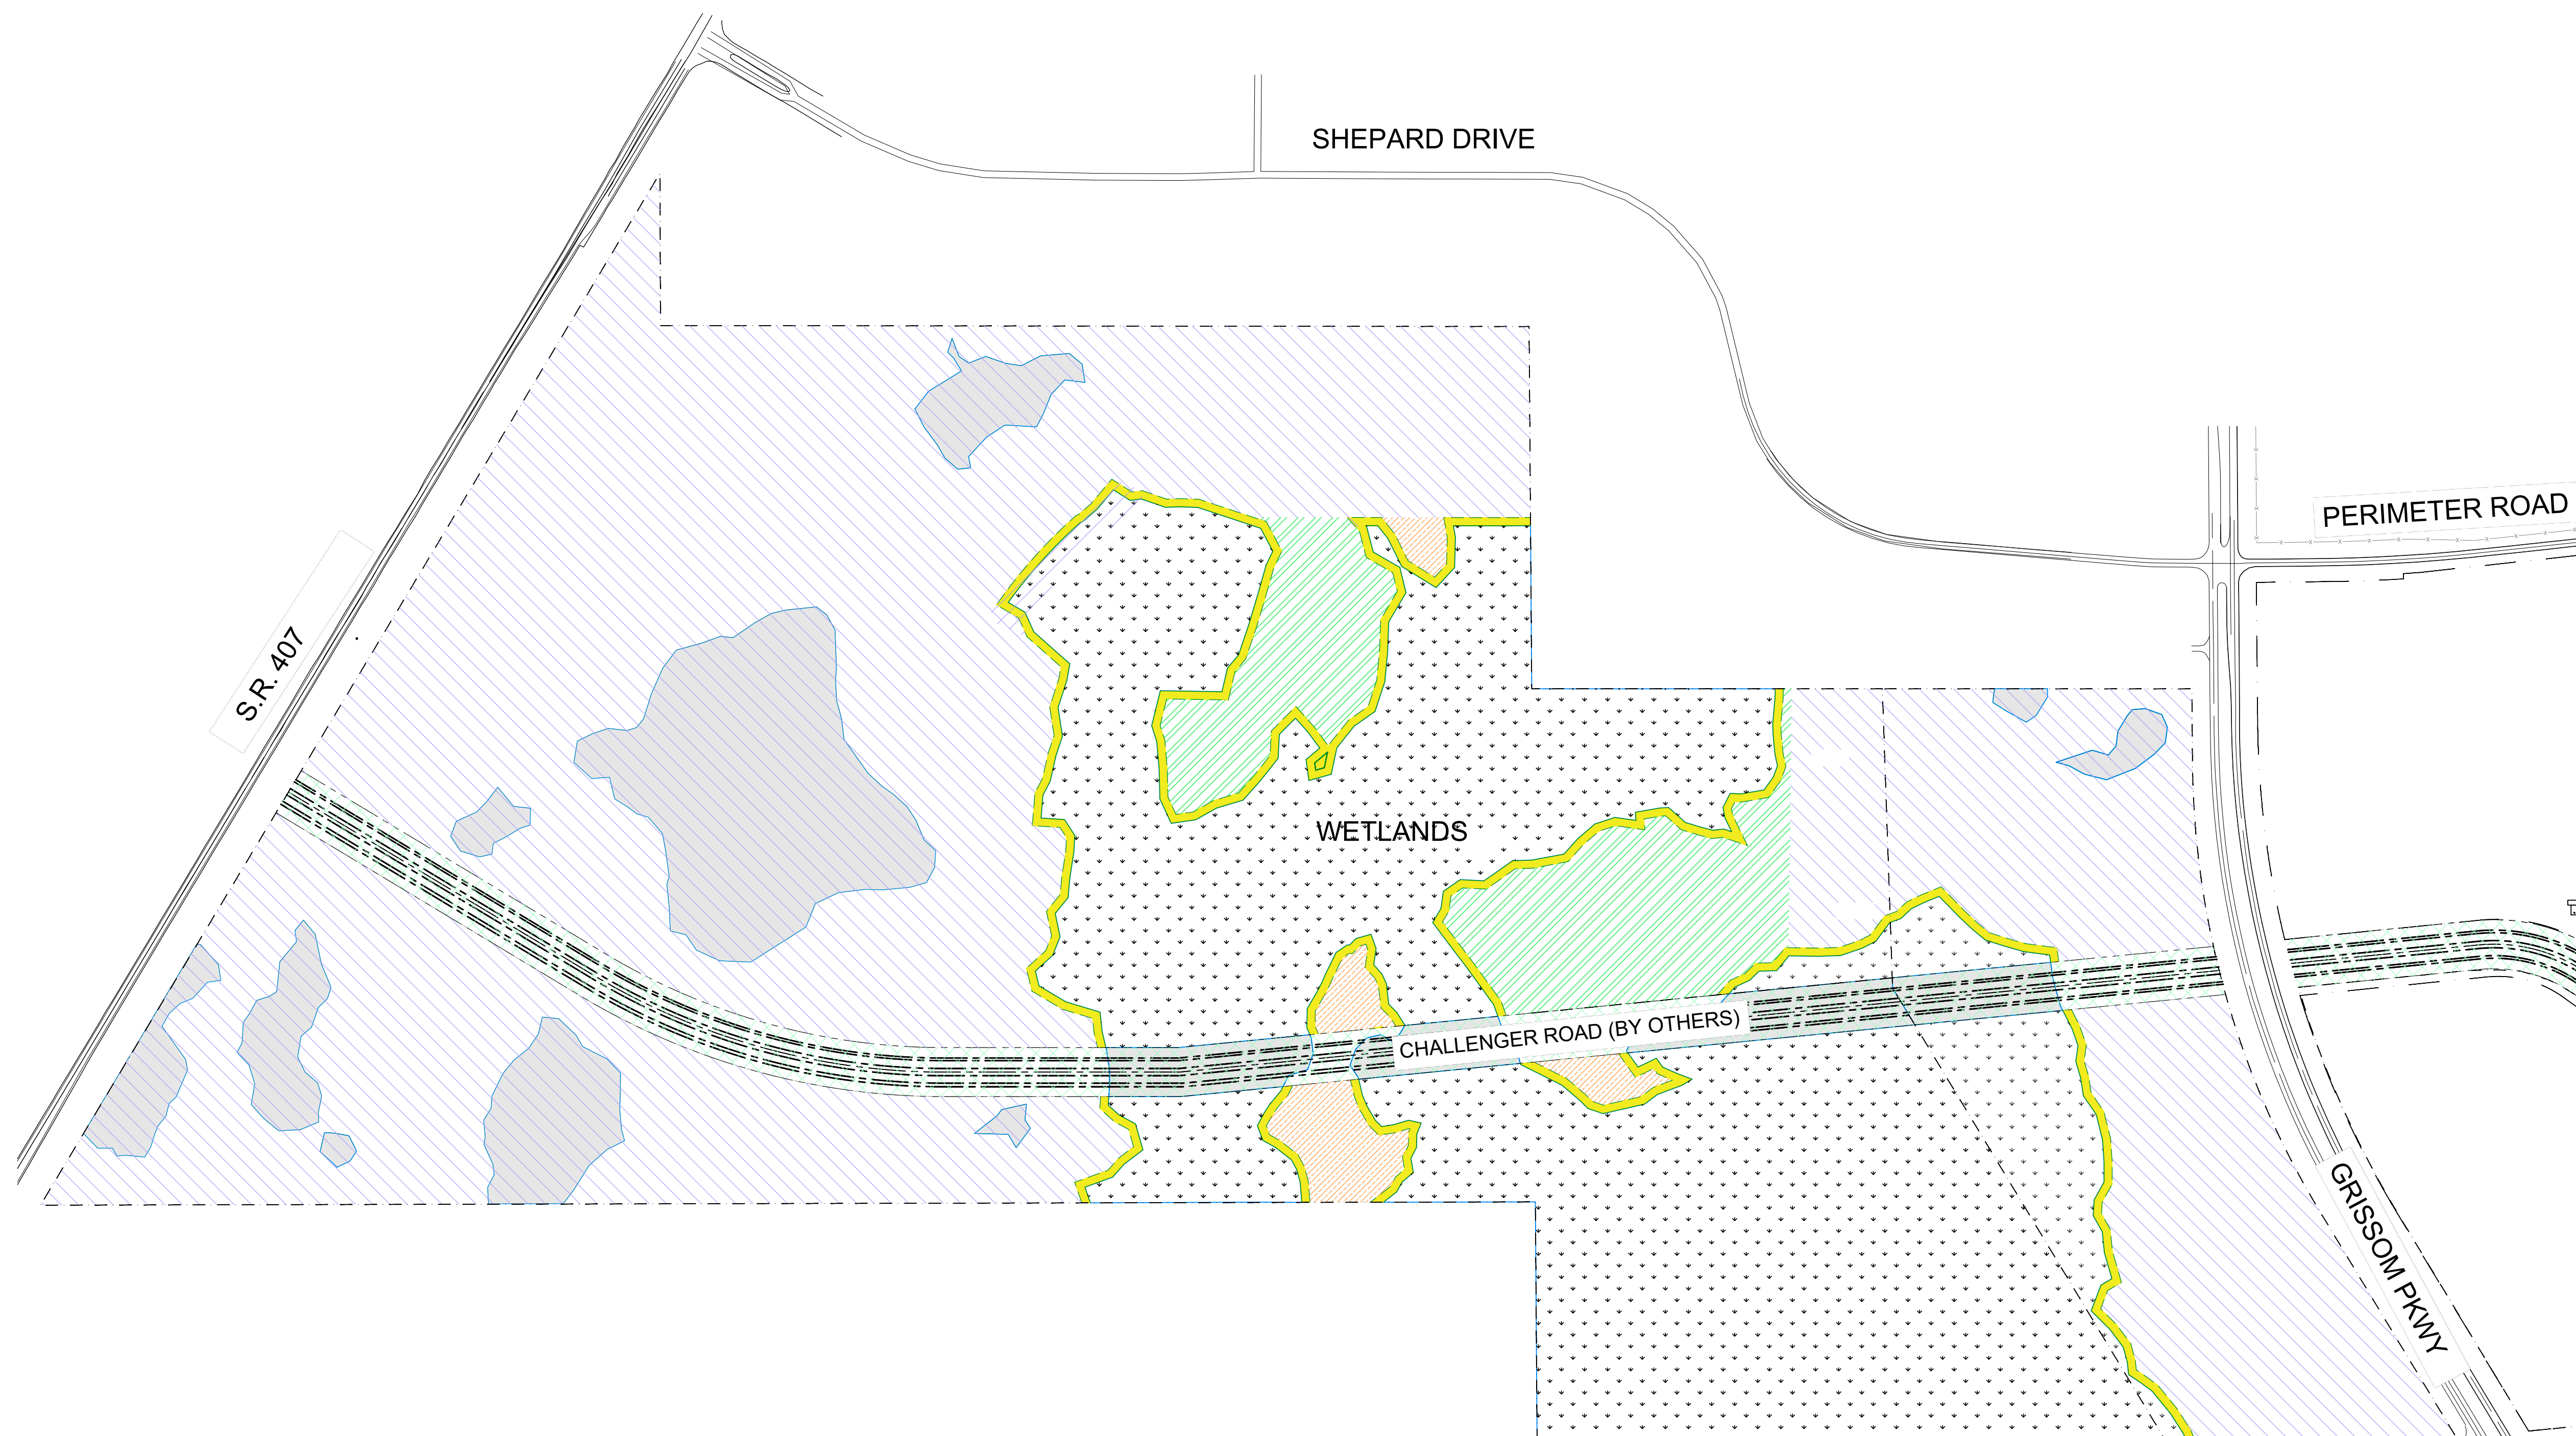 SHEPARD DRIVE
PERIMETER ROAD
S.R. 407
WETLANDS
CHALLENGER ROAD (BY OTHERS)
GRISSOM PKWY